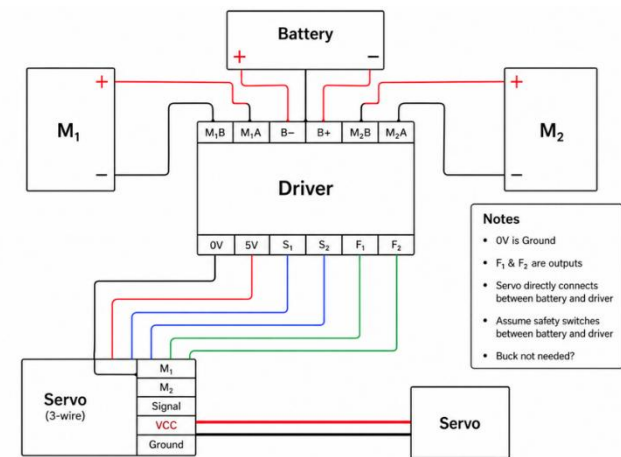 Battery
+ −
+ +
M₁ M₂
− −
M₁B M₁A B− B+ M₂B M₂A
Driver
0V 5V S₁ S₂ F₁ F₂
Notes
• 0V is Ground
• F₁ & F₂ are outputs
• Servo directly connects
between battery and driver
• Assume safety switches
between battery and driver
• Buck not needed?
Servo
(3-wire)
M₁
M₂
Signal
VCC
Ground
Servo